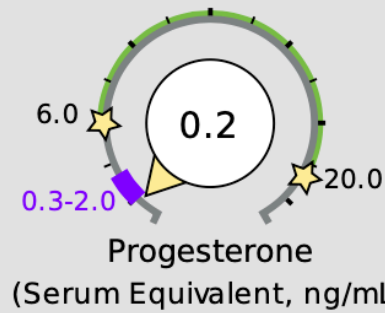 6.0
0.2
20.0
0.3-2.0
Progesterone
(Serum Equivalent, ng/mL